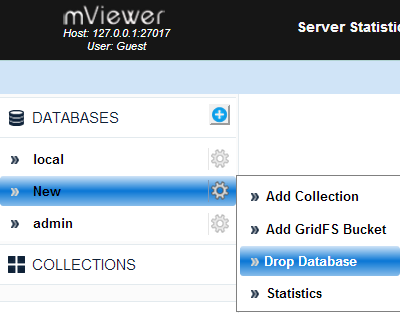 mViewer
Host: 127.0.0.1:27017
User: Guest
Server Statistic
DATABASES
local
New
admin
COLLECTIONS
Add Collection
Add GridFS Bucket
Drop Database
Statistics